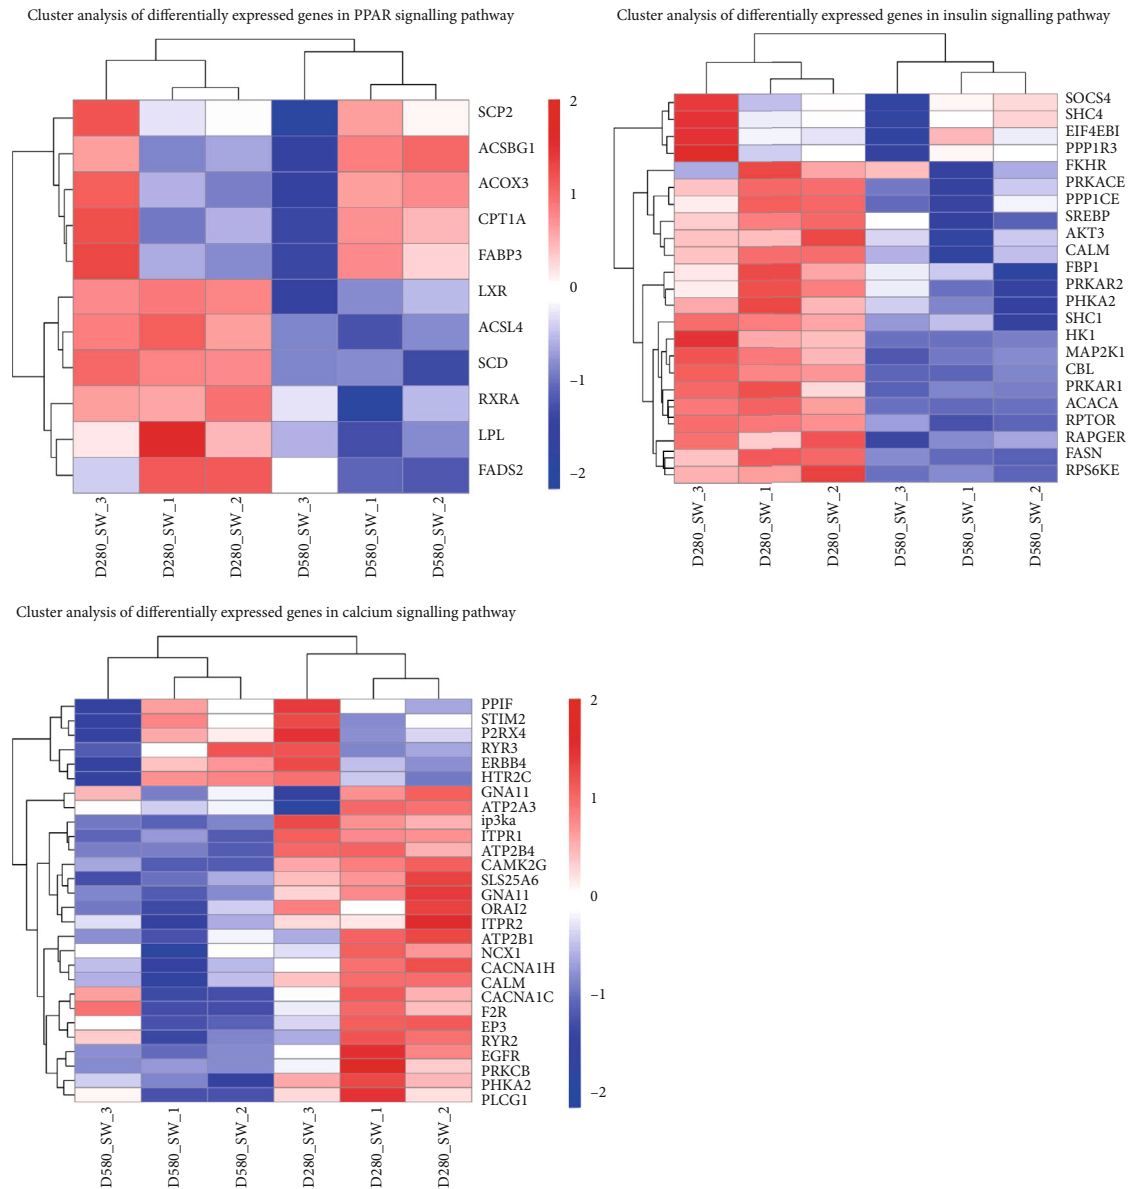 Cluster analysis of differentially expressed genes in PPAR signalling pathway
SCP2
ACSBG1
ACOX3
CPT1A
FABP3
LXR
ACSL4
SCD
RXRA
LPL
FADS2
2
1
0
−1
−2
D280_SW_3
D280_SW_1
D280_SW_2
D580_SW_3
D580_SW_1
D580_SW_2
Cluster analysis of differentially expressed genes in insulin signalling pathway
SOCS4
SHC4
EIF4EBI
PPP1R3
FKHR
PRKACE
PPP1CE
SREBP
AKT3
CALM
FBP1
PRKAR2
PHKA2
SHC1
HK1
MAP2K1
CBL
PRKAR1
ACACA
RPTOR
RAPGER
FASN
RPS6KE
D280_SW_3
D280_SW_1
D280_SW_2
D580_SW_3
D580_SW_1
D580_SW_2
Cluster analysis of differentially expressed genes in calcium signalling pathway
PPIF
STIM2
P2RX4
RYR3
ERBB4
HTR2C
GNA11
ATP2A3
ip3ka
ITPR1
ATP2B4
CAMK2G
SLS25A6
GNA11
ORAI2
ITPR2
ATP2B1
NCX1
CACNA1H
CALM
CACNA1C
F2R
EP3
RYR2
EGFR
PRKCB
PHKA2
PLCG1
2
1
0
−1
−2
D580_SW_3
D580_SW_1
D580_SW_2
D280_SW_3
D280_SW_1
D280_SW_2